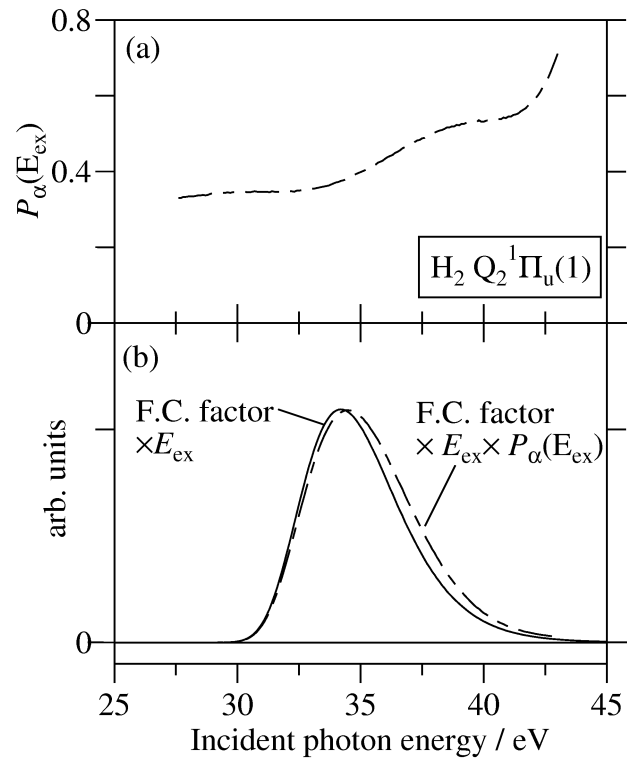 0.8
(a)
0.4
P_α(E_ex)
H₂ Q₂ ¹Π_u(1)
0
(b)
F.C. factor
×E_ex
F.C. factor
× E_ex× P_α(E_ex)
arb. units
0
25 30 35 40 45
Incident photon energy / eV